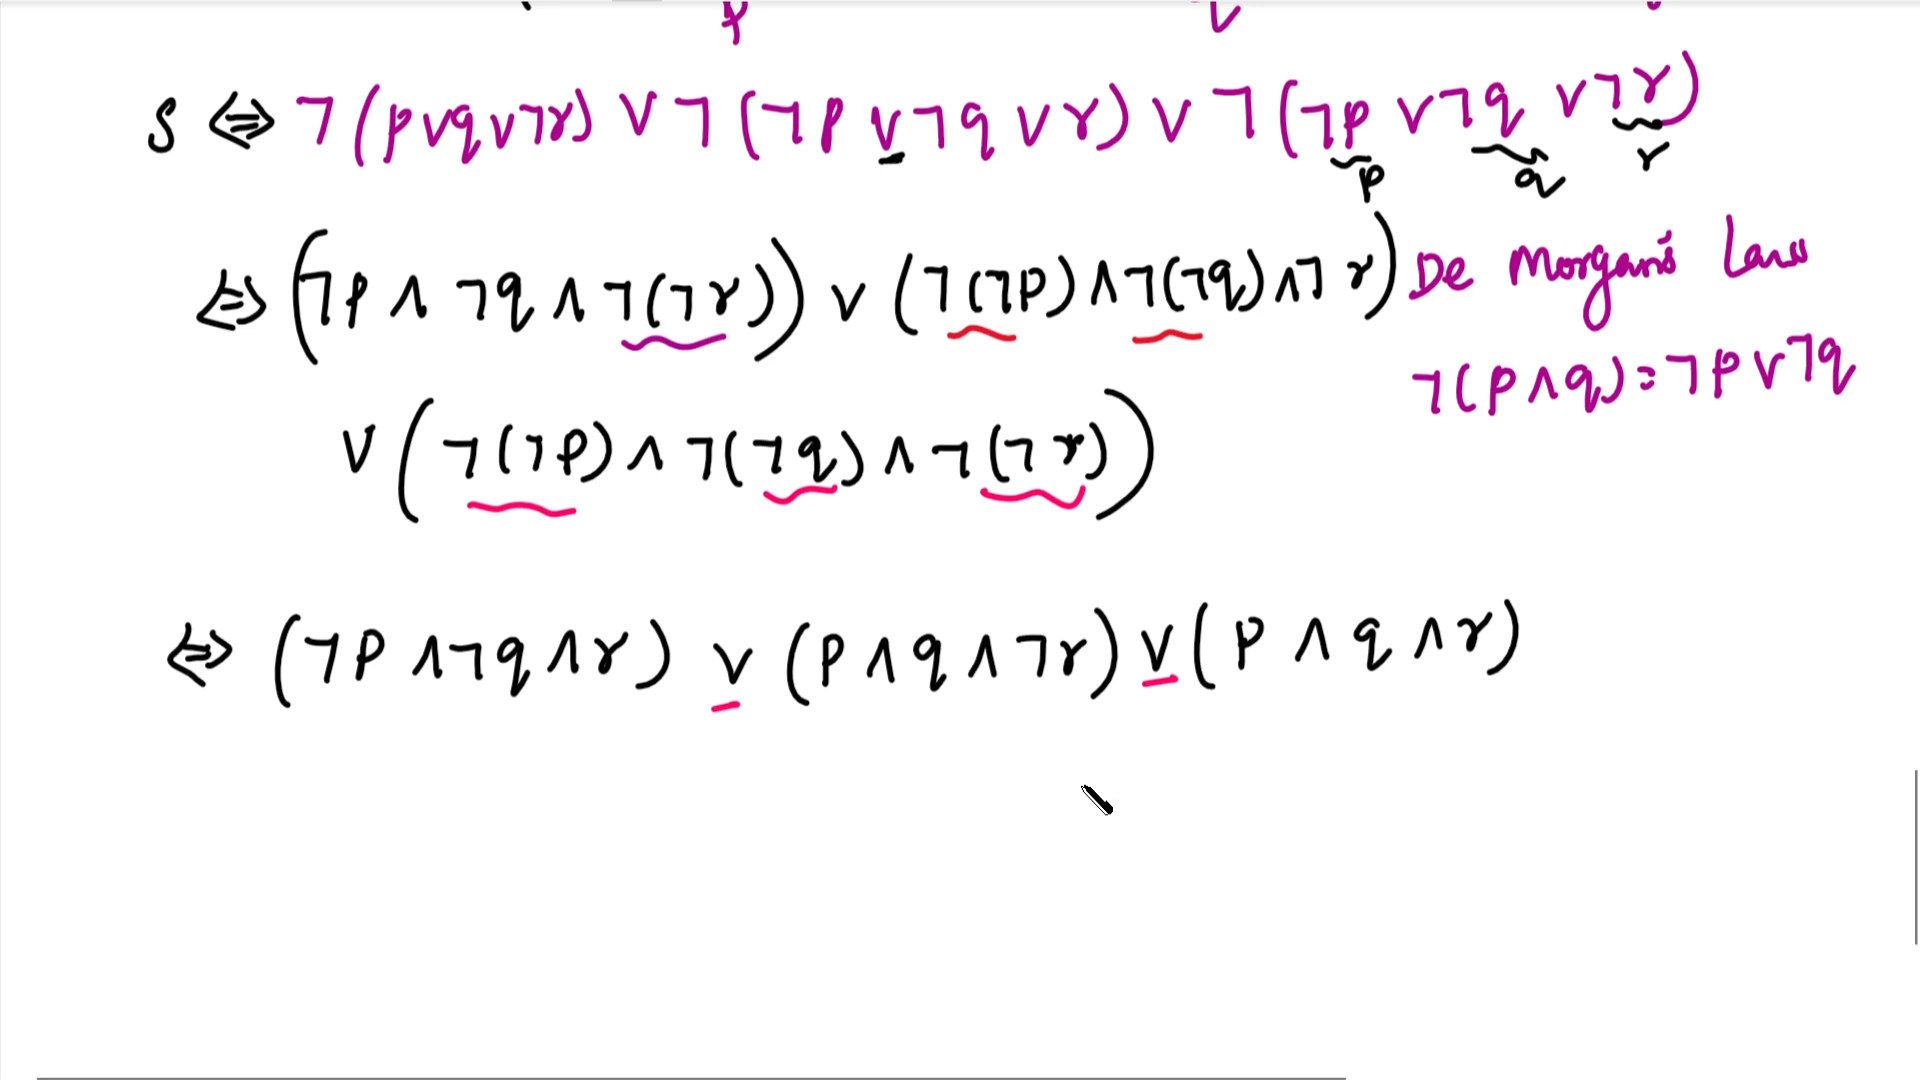 p q
S ⇔ ¬(p∨q∨¬r) ∨ ¬(¬p ∨ ¬q ∨ r) ∨ ¬(¬p ∨ ¬q ∨ ¬r)
p q r
⇔ (¬p ∧ ¬q ∧ ¬(¬r)) ∨ (¬(¬p) ∧ ¬(¬q) ∧ ¬r) De Morgan's Law
¬(p∧q) = ¬p∨¬q
∨ (¬(¬p) ∧ ¬(¬q) ∧ ¬(¬r))
⇔ (¬p ∧ ¬q ∧ r) ∨ (p ∧ q ∧ ¬r) ∨ (p ∧ q ∧ r)